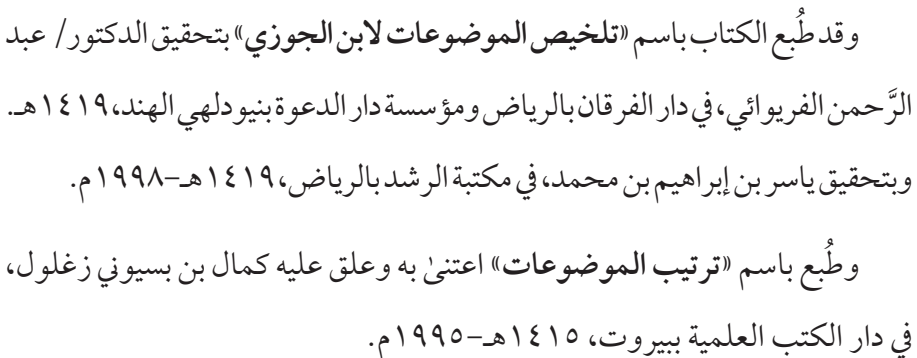 وقد طُبع الكتاب باسم «تلخيص الموضوعات لابن الجوزي» بتحقيق الدكتور/ عبد
الرَّحمن الفريوائي، في دار الفرقان بالرياض ومؤسسة دار الدعوة بنيو دلهي الهند، ١٤١٩هـ.
وبتحقيق ياسر بن إبراهيم بن محمد، في مكتبة الرشد بالرياض، ١٤١٩هـ–١٩٩٨م.
وطُبع باسم «ترتيب الموضوعات» اعتنىٰ به وعلق عليه كمال بن بسيوني زغلول،
في دار الكتب العلمية ببيروت، ١٤١٥هـ–١٩٩٥م.